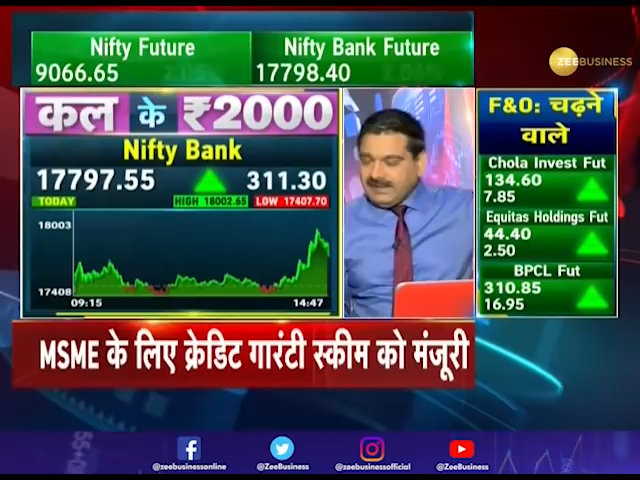 Nifty Future
9066.65
Nifty Bank Future
17798.40
ZEEBUSINESS
कल के ₹2000
Nifty Bank
17797.55
311.30
TODAY
HIGH 18002.65
LOW 17407.70
18003
17408
09:15
14:47
F&O: चढ़ने
वाले
Chola Invest Fut
134.60
7.85
Equitas Holdings Fut
44.40
2.50
BPCL Fut
310.85
16.95
MSME के लिए क्रेडिट गारंटी स्कीम को मंजूरी
@zeebusinessonline
@ZeeBusiness
@zeebusinessofficial
@ZeeBusiness